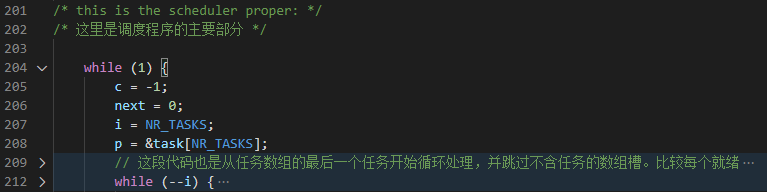 201 /* this is the scheduler proper: */
202 /* 这里是调度程序的主要部分 */
203
204 while (1) {
205 c = -1;
206 next = 0;
207 i = NR_TASKS;
208 p = &task[NR_TASKS];
209 // 这段代码也是从任务数组的最后一个任务开始循环处理，并跳过不含任务的数组槽。比较每个就绪…
212 while (--i) {…